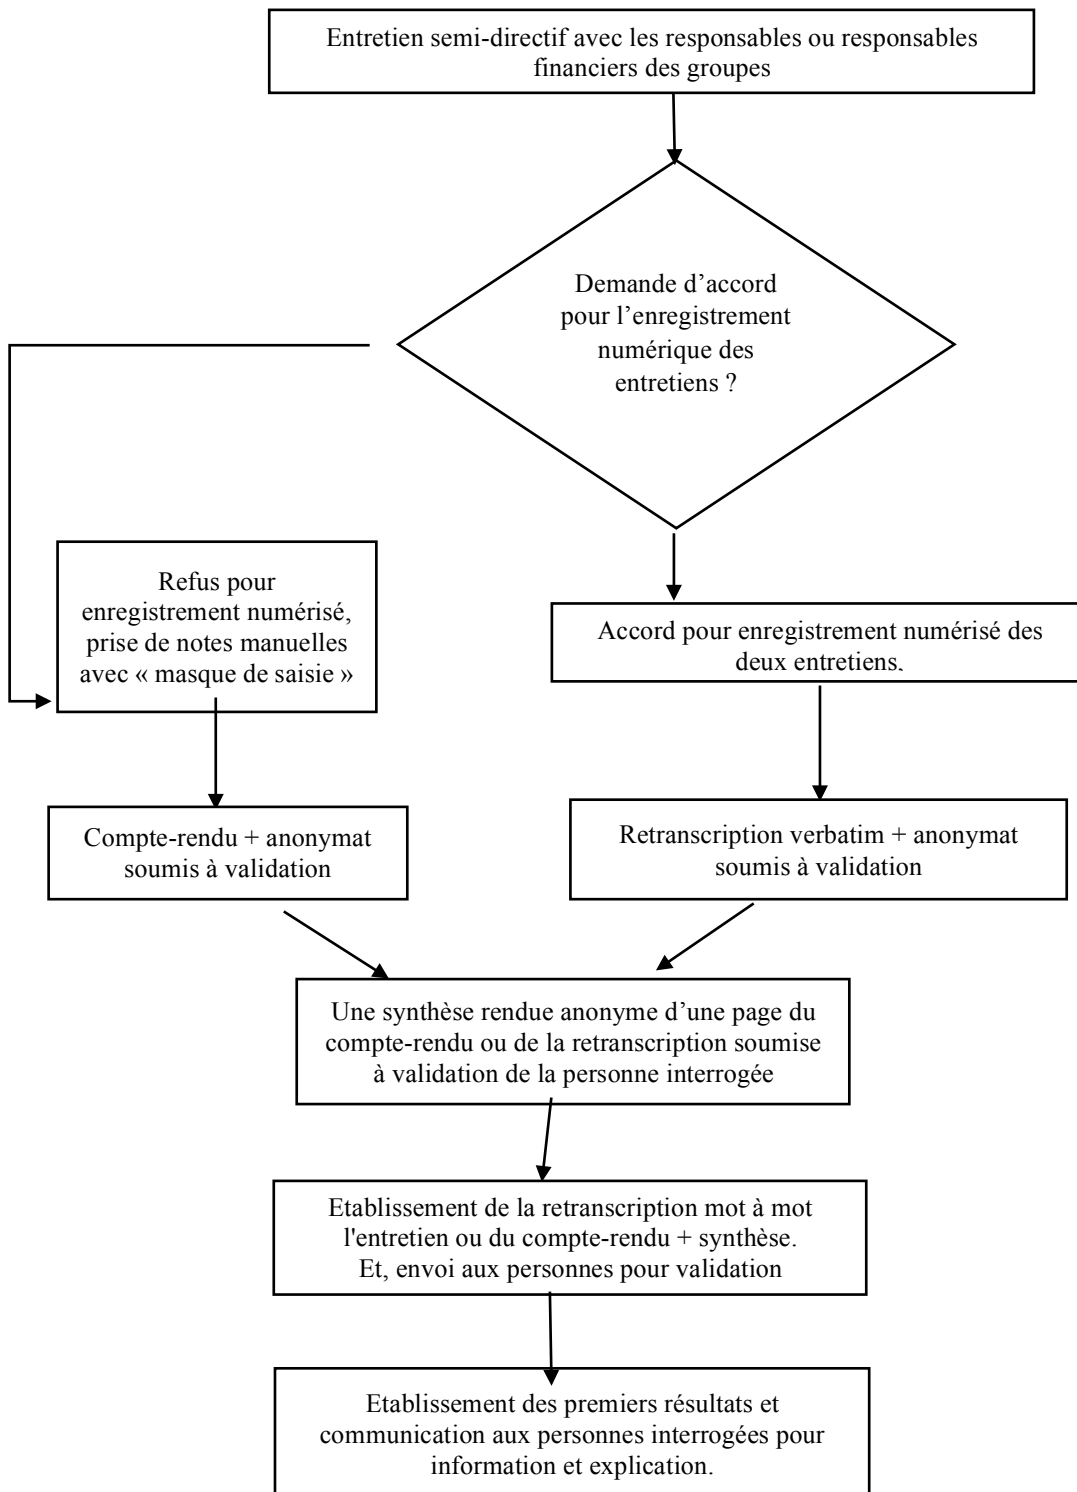 Entretien semi-directif avec les responsables ou responsables
financiers des groupes
Demande d’accord
pour l’enregistrement
numérique des
entretiens ?
Refus pour
enregistrement numérisé,
prise de notes manuelles
avec « masque de saisie »
Accord pour enregistrement numérisé des
deux entretiens.
Compte-rendu + anonymat
soumis à validation
Retranscription verbatim + anonymat
soumis à validation
Une synthèse rendue anonyme d’une page du
compte-rendu ou de la retranscription soumise
à validation de la personne interrogée
Etablissement de la retranscription mot à mot
l'entretien ou du compte-rendu + synthèse.
Et, envoi aux personnes pour validation
Etablissement des premiers résultats et
communication aux personnes interrogées pour
information et explication.